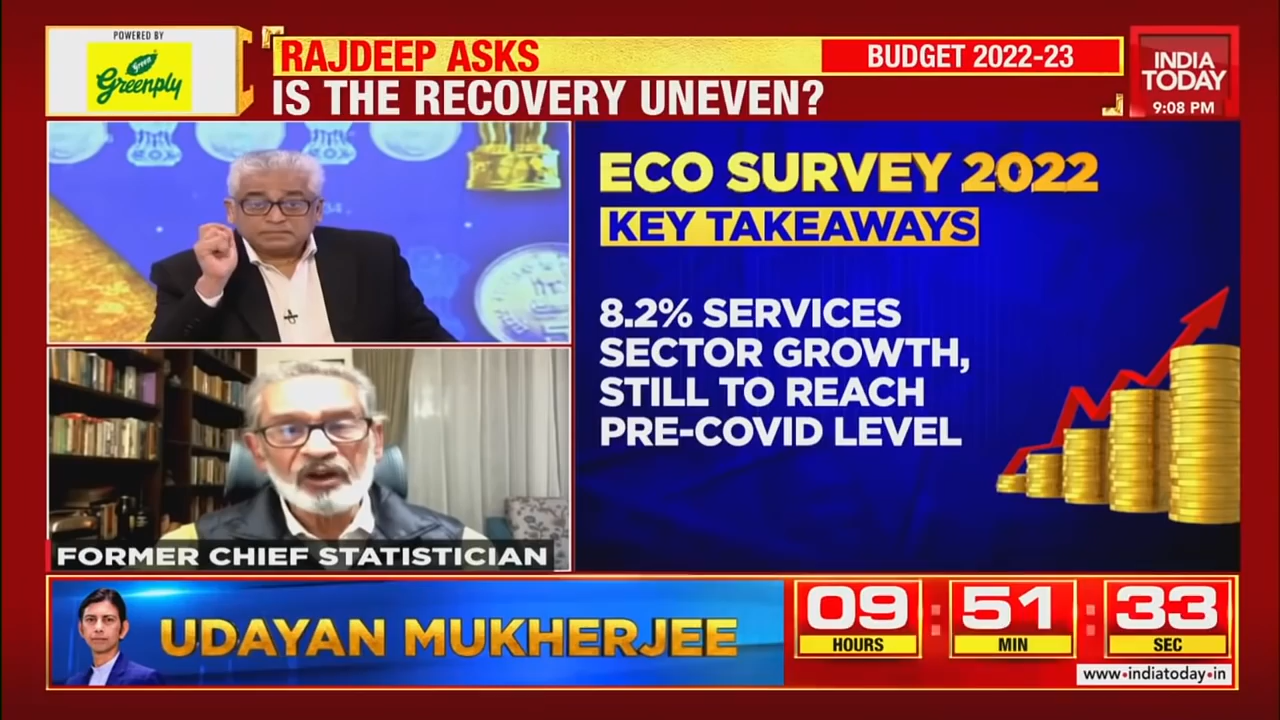 POWERED BY
Green
Greenply
RAJDEEP ASKS
BUDGET 2022-23
IS THE RECOVERY UNEVEN?
INDIA
TODAY
9:08 PM
ECO SURVEY 2022
KEY TAKEAWAYS
8.2% SERVICES
SECTOR GROWTH,
STILL TO REACH
PRE-COVID LEVEL
FORMER CHIEF STATISTICIAN
UDAYAN MUKHERJEE
09 : 51 : 33
HOURS MIN SEC
www.indiatoday.in